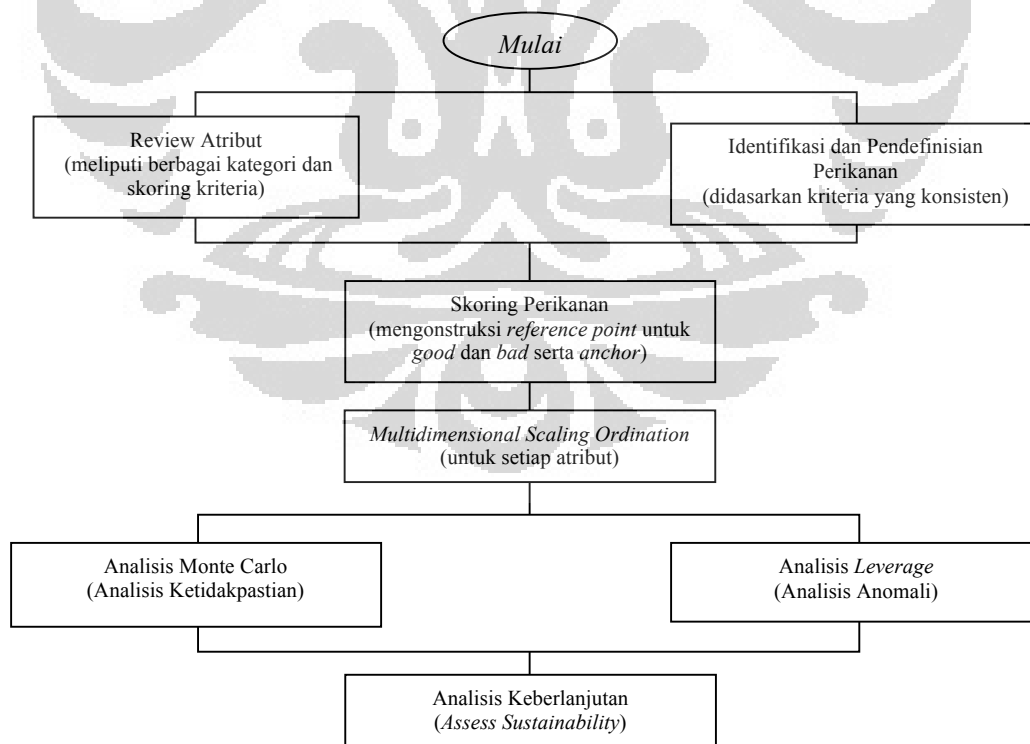 Mulai
Review Atribut
(meliputi berbagai kategori dan
skoring kriteria)
Identifikasi dan Pendefinisian
Perikanan
(didasarkan kriteria yang konsisten)
Skoring Perikanan
(mengonstruksi reference point untuk
good dan bad serta anchor)
Multidimensional Scaling Ordination
(untuk setiap atribut)
Analisis Monte Carlo
(Analisis Ketidakpastian)
Analisis Leverage
(Analisis Anomali)
Analisis Keberlanjutan
(Assess Sustainability)